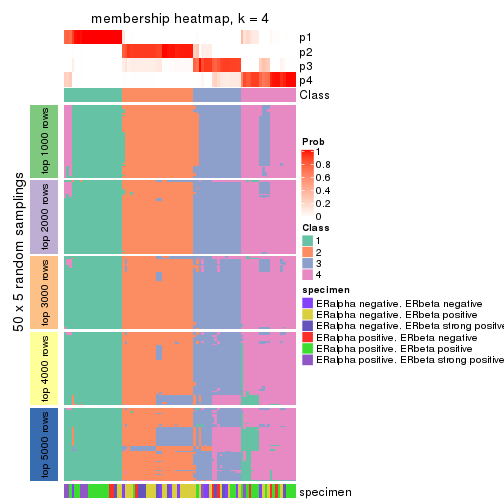 membership heatmap, k = 4
p1
p2
p3
p4
Class
50 x 5 random samplings
top 1000 rows
top 2000 rows
top 3000 rows
top 4000 rows
top 5000 rows
specimen
Prob
1
0.8
0.6
0.4
0.2
0
Class
1
2
3
4
specimen
ERalpha negative. ERbeta negative
ERalpha negative. ERbeta positive
ERalpha negative. ERbeta strong positive
ERalpha positive. ERbeta negative
ERalpha positive. ERbeta positive
ERalpha positive. ERbeta strong positive